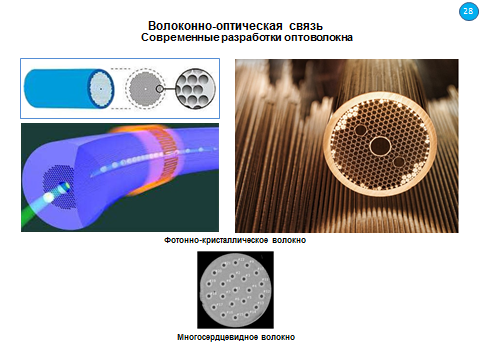 28
Волоконно-оптическая связь
Современные разработки оптоволокна
Фотонно-кристаллическое волокно
Многосердцевидное волокно